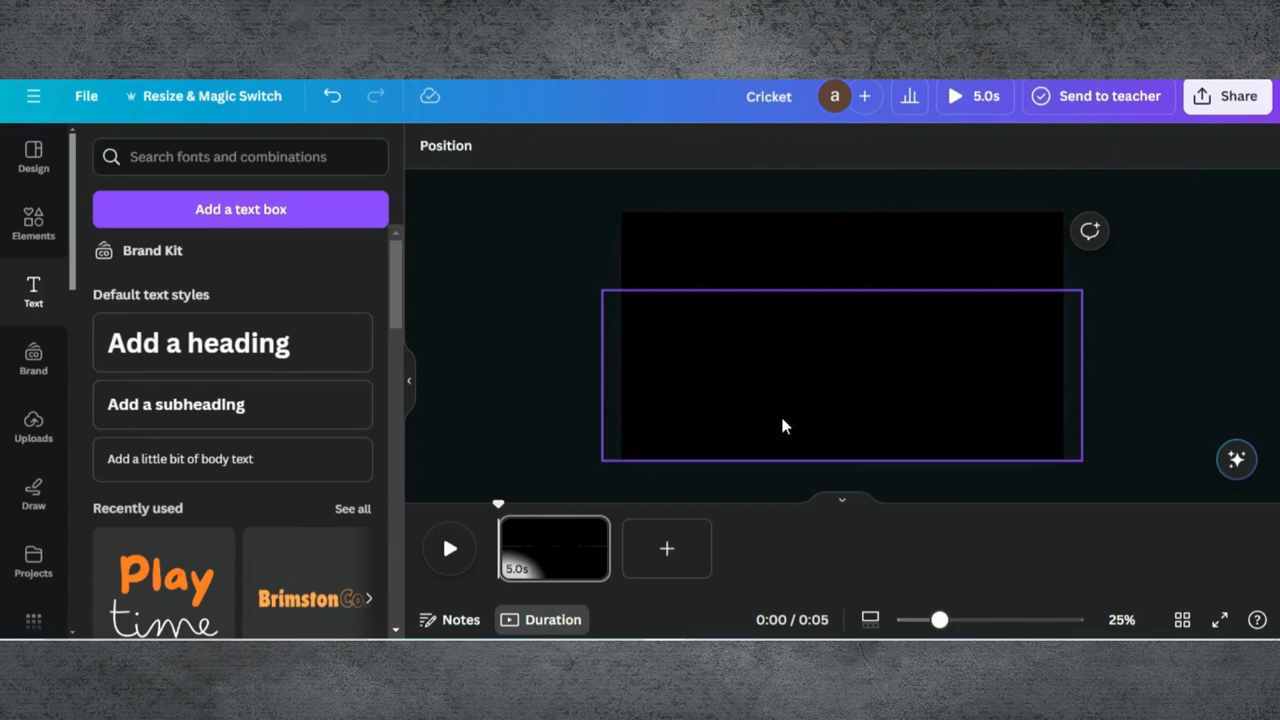 File
Resize & Magic Switch
Cricket
a
5.0s
Send to teacher
Share
Design
Elements
Text
Brand
Uploads
Draw
Projects
Search fonts and combinations
Add a text box
Brand Kit
Default text styles
Add a heading
Add a subheading
Add a little bit of body text
Recently used
See all
Play
time
BrimstonCo
Position
5.0s
Notes
Duration
0:00 / 0:05
25%